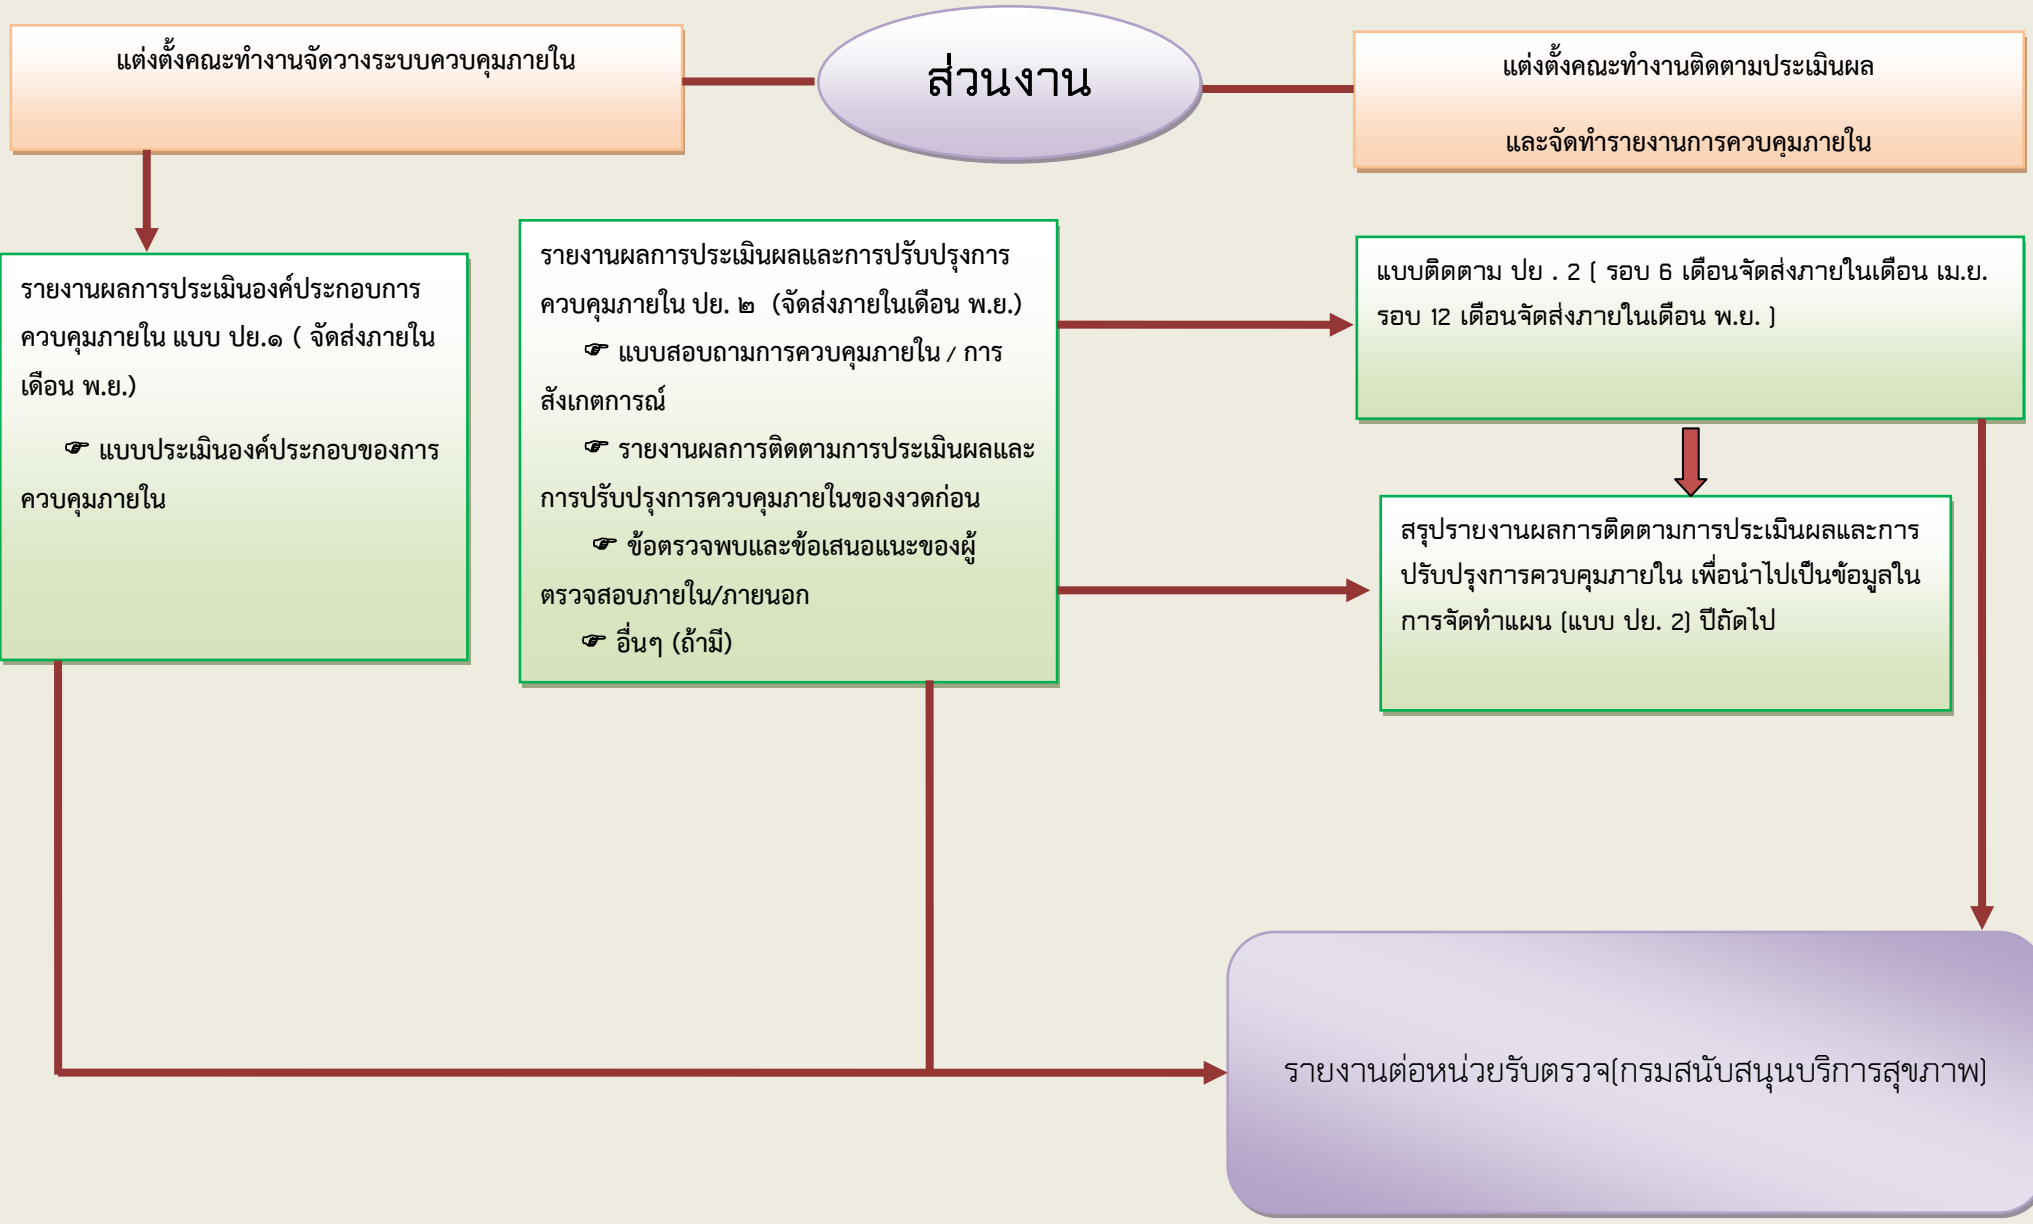 แต่งตั้งคณะทำงานจัดวางระบบควบคุมภายใน
ส่วนงาน
แต่งตั้งคณะทำงานติดตามประเมินผล
และจัดทำรายงานการควบคุมภายใน
รายงานผลการประเมินองค์ประกอบการ
ควบคุมภายใน แบบ ปย.๑ ( จัดส่งภายใน
เดือน พ.ย.)
☞ แบบประเมินองค์ประกอบของการ
ควบคุมภายใน
รายงานผลการประเมินผลและการปรับปรุงการ
ควบคุมภายใน ปย. ๒ (จัดส่งภายในเดือน พ.ย.)
☞ แบบสอบถามการควบคุมภายใน / การ
สังเกตการณ์
☞ รายงานผลการติดตามการประเมินผลและ
การปรับปรุงการควบคุมภายในของงวดก่อน
☞ ข้อตรวจพบและข้อเสนอแนะของผู้
ตรวจสอบภายใน/ภายนอก
☞ อื่นๆ (ถ้ามี)
แบบติดตาม ปย . 2 ( รอบ 6 เดือนจัดส่งภายในเดือน เม.ย.
รอบ 12 เดือนจัดส่งภายในเดือน พ.ย. )
สรุปรายงานผลการติดตามการประเมินผลและการ
ปรับปรุงการควบคุมภายใน เพื่อนำไปเป็นข้อมูลใน
การจัดทำแผน (แบบ ปย. 2) ปีถัดไป
รายงานต่อหน่วยรับตรวจ(กรมสนับสนุนบริการสุขภาพ)